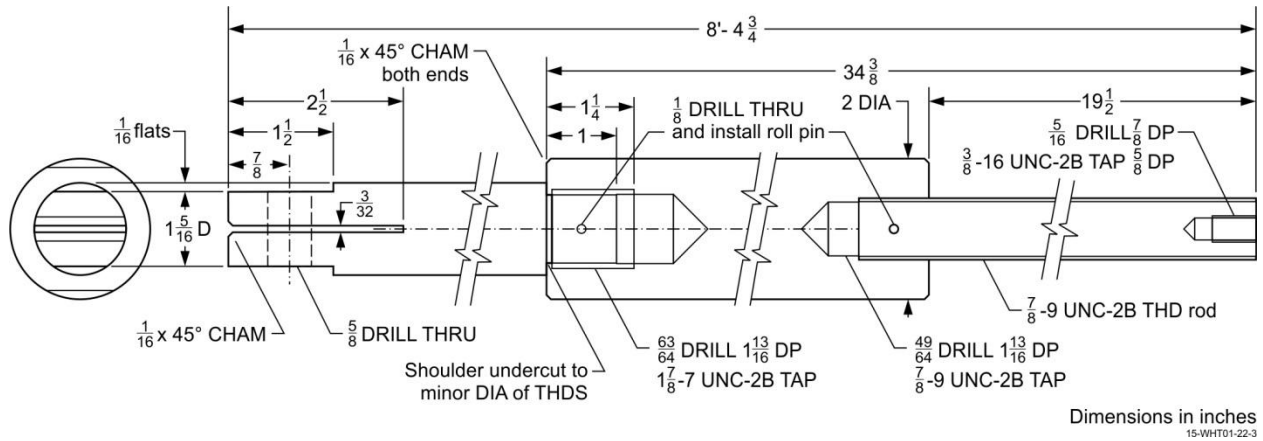 8'- 4 3/4
1/16 x 45° CHAM
both ends
34 3/8
2 1/2
1 1/4
1/8 DRILL THRU
and install roll pin
2 DIA
19 1/2
1/16 flats
1 1/2
1
5/16 DRILL 7/8 DP
3/8 -16 UNC-2B TAP 5/8 DP
7/8
3/32
1 5/16 D
1/16 x 45° CHAM
5/8 DRILL THRU
Shoulder undercut to
minor DIA of THDS
63/64 DRILL 1 13/16 DP
1 7/8-7 UNC-2B TAP
49/64 DRILL 1 13/16 DP
7/8-9 UNC-2B TAP
7/8-9 UNC-2B THD rod
Dimensions in inches
15-WHT01-22-3